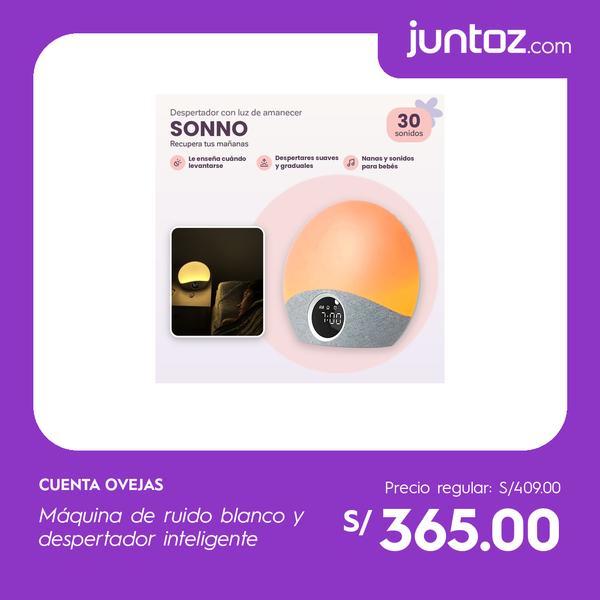 juntoz.com
Despertador con luz de amanecer
SONNO
Recupera tus mañanas
30
sonidos
Le enseña cuándo
levantarse
Despertares suaves
y graduales
Nanas y sonidos
para bebés
7:00
CUENTA OVEJAS
Máquina de ruido blanco y
despertador inteligente
Precio regular: S/409.00
S/ 365.00